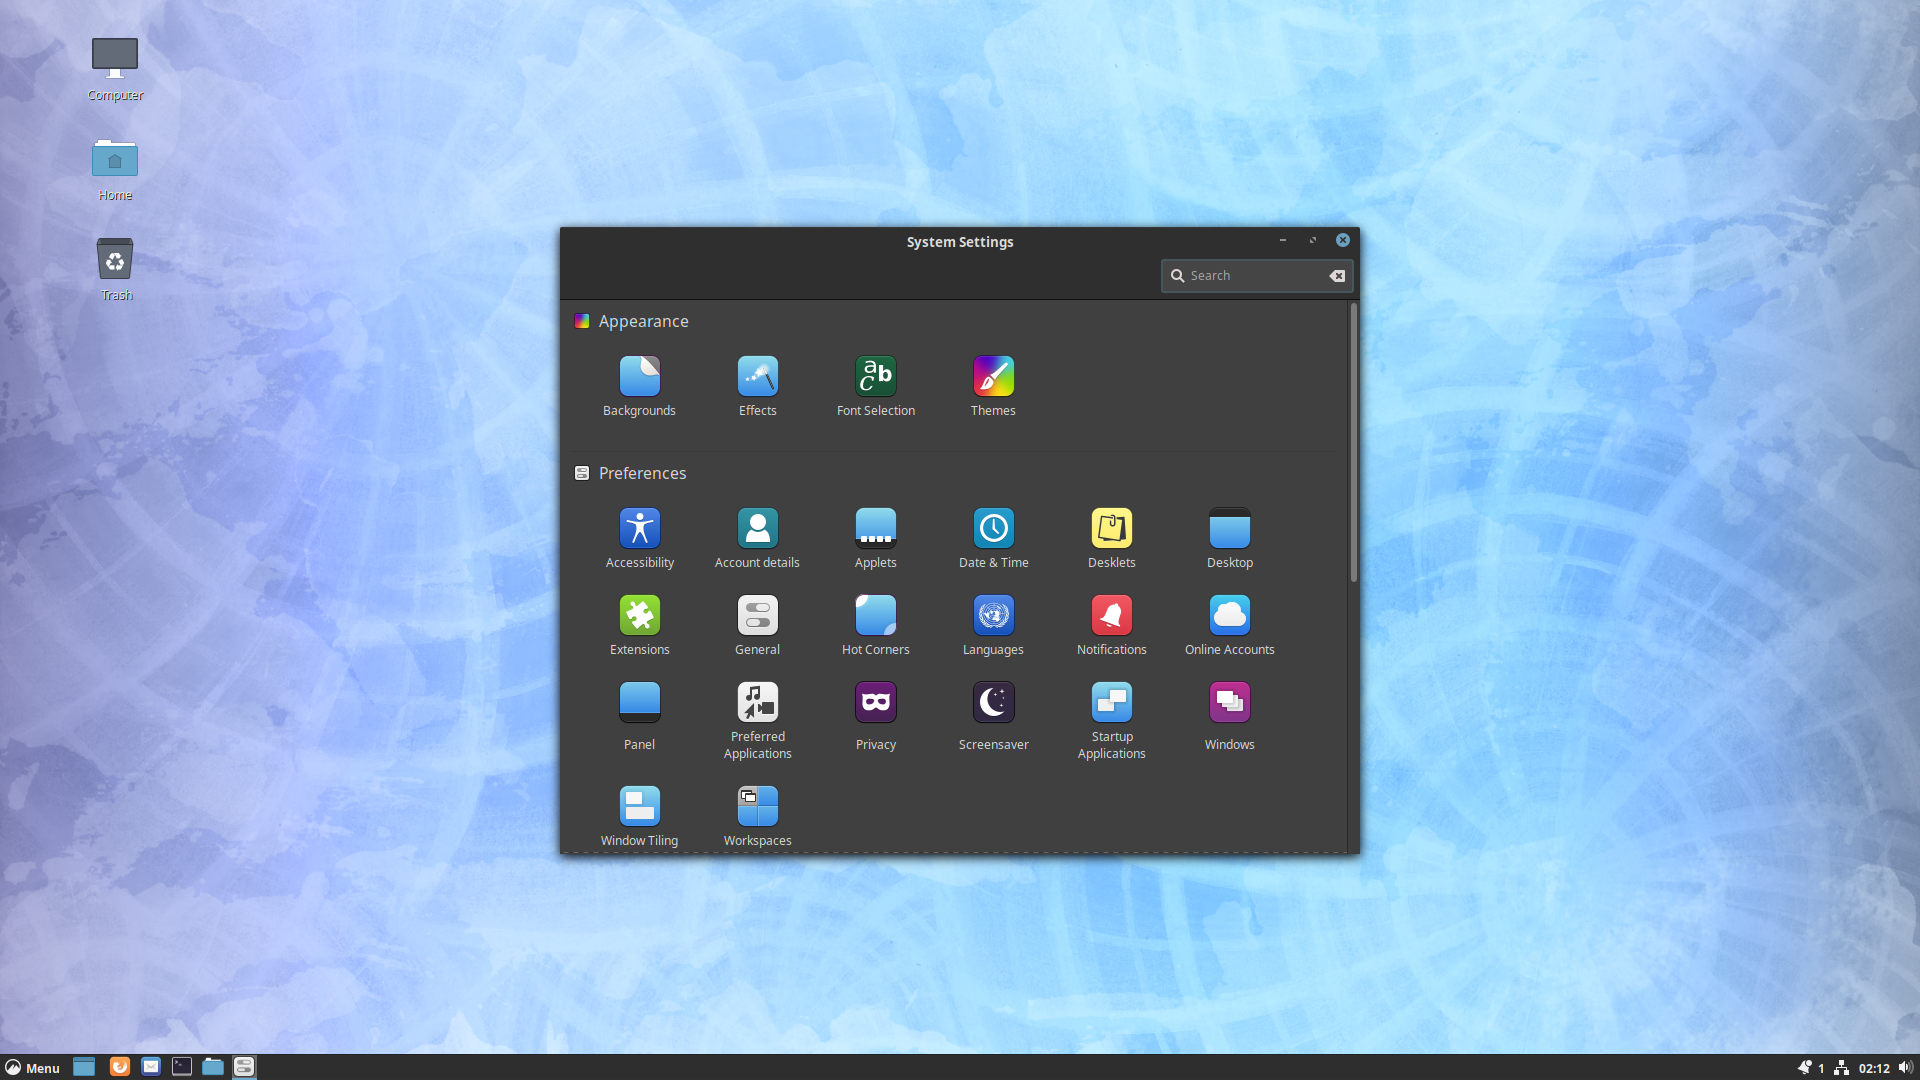 Computer
Home
Trash
System Settings
Search
Appearance
Backgrounds
Effects
ac b
Font Selection
Themes
Preferences
Accessibility
Account details
Applets
Date & Time
Desklets
Desktop
Extensions
General
Hot Corners
Languages
Notifications
Online Accounts
Panel
Preferred
Applications
Privacy
Screensaver
Startup
Applications
Windows
Window Tiling
Workspaces
Menu
1
02:12